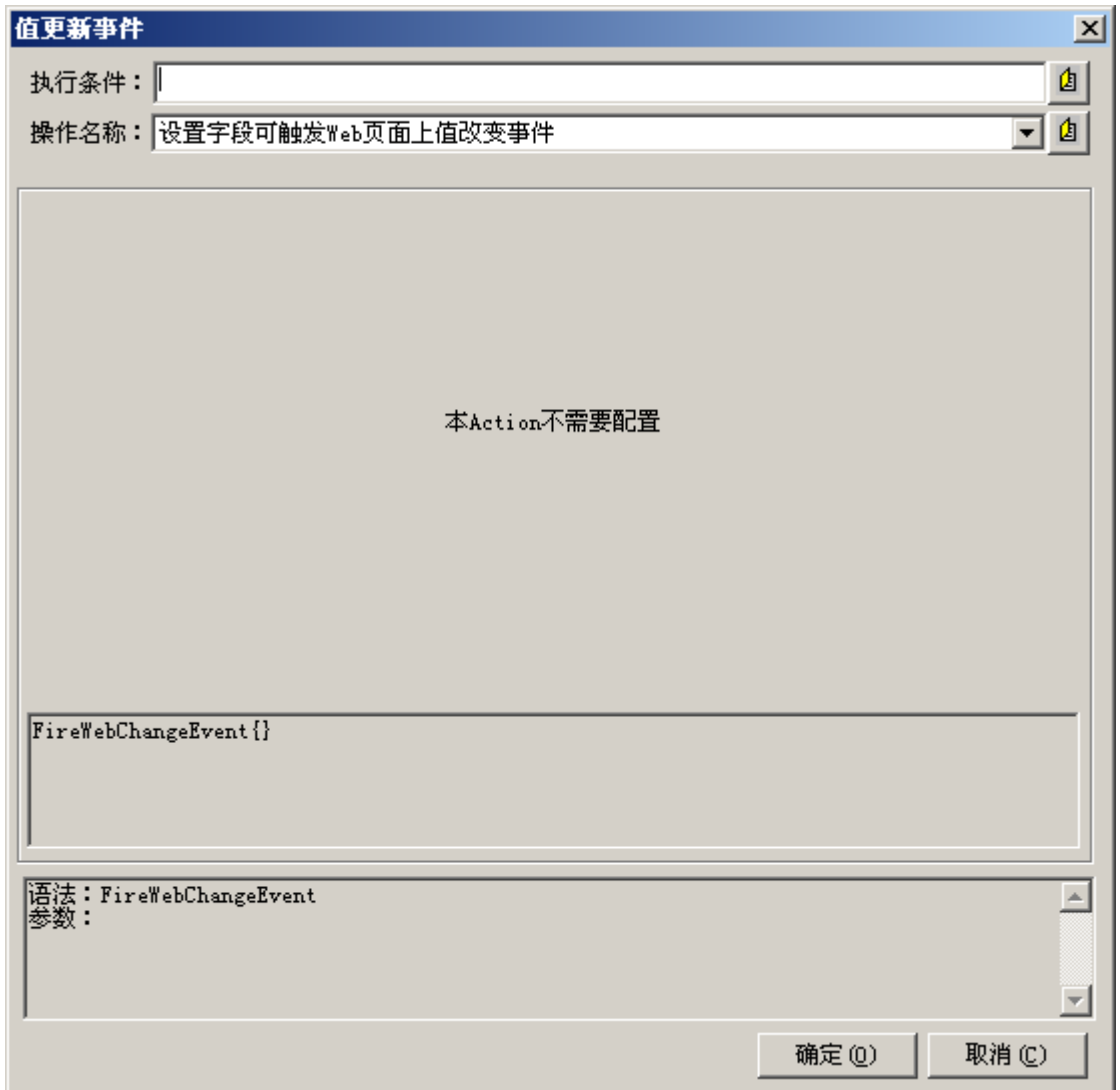 值更新事件
执行条件：
操作名称：设置字段可触发Web页面上值改变事件
本Action不需要配置
FireWebChangeEvent{}
语法：FireWebChangeEvent
参数：
确定(O) 取消(C)